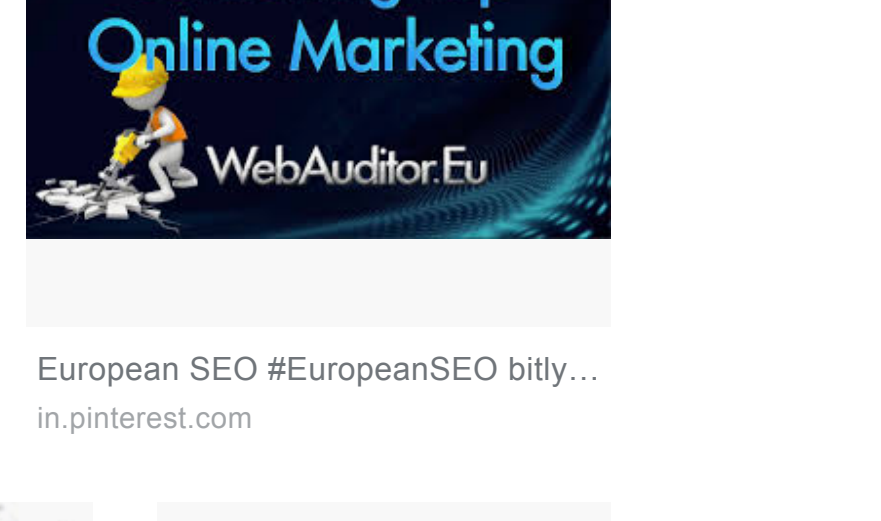 Online Marketing
WebAuditor.Eu
European SEO #EuropeanSEO bitly…
in.pinterest.com